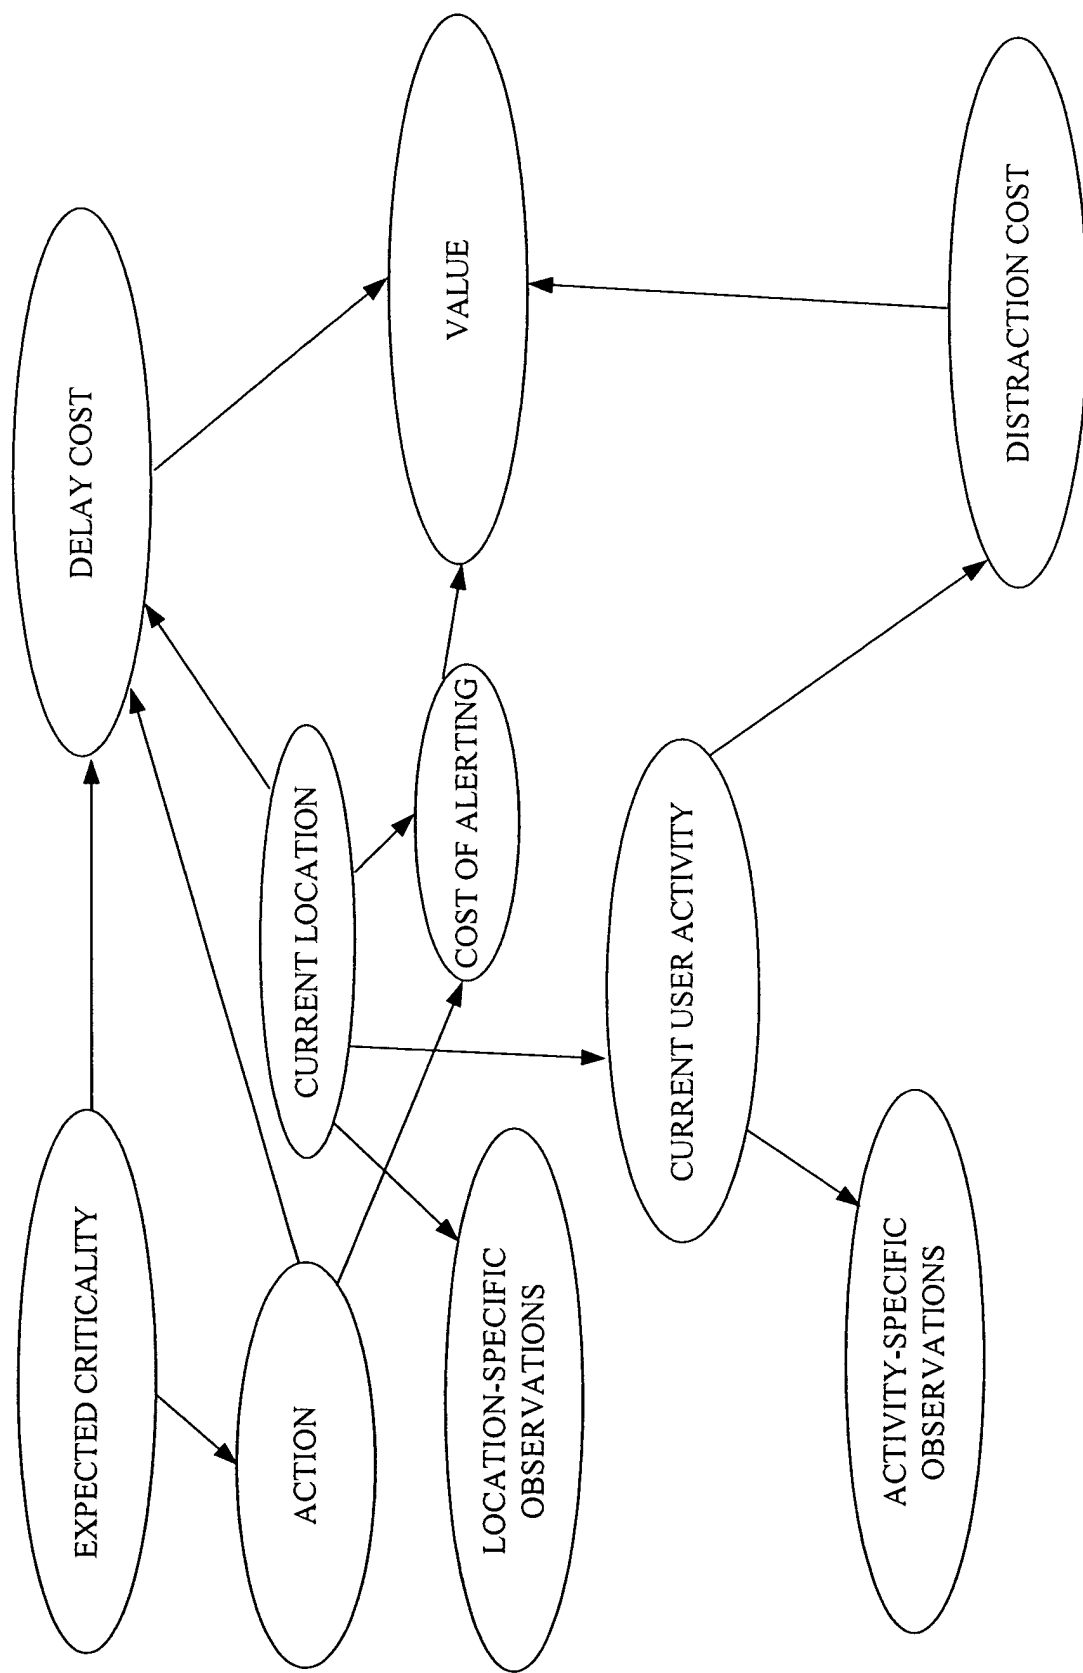 EXPECTED CRITICALITY
DELAY COST
ACTION
CURRENT LOCATION
VALUE
COST OF ALERTING
LOCATION-SPECIFIC
OBSERVATIONS
CURRENT USER ACTIVITY
ACTIVITY-SPECIFIC
OBSERVATIONS
DISTRACTION COST